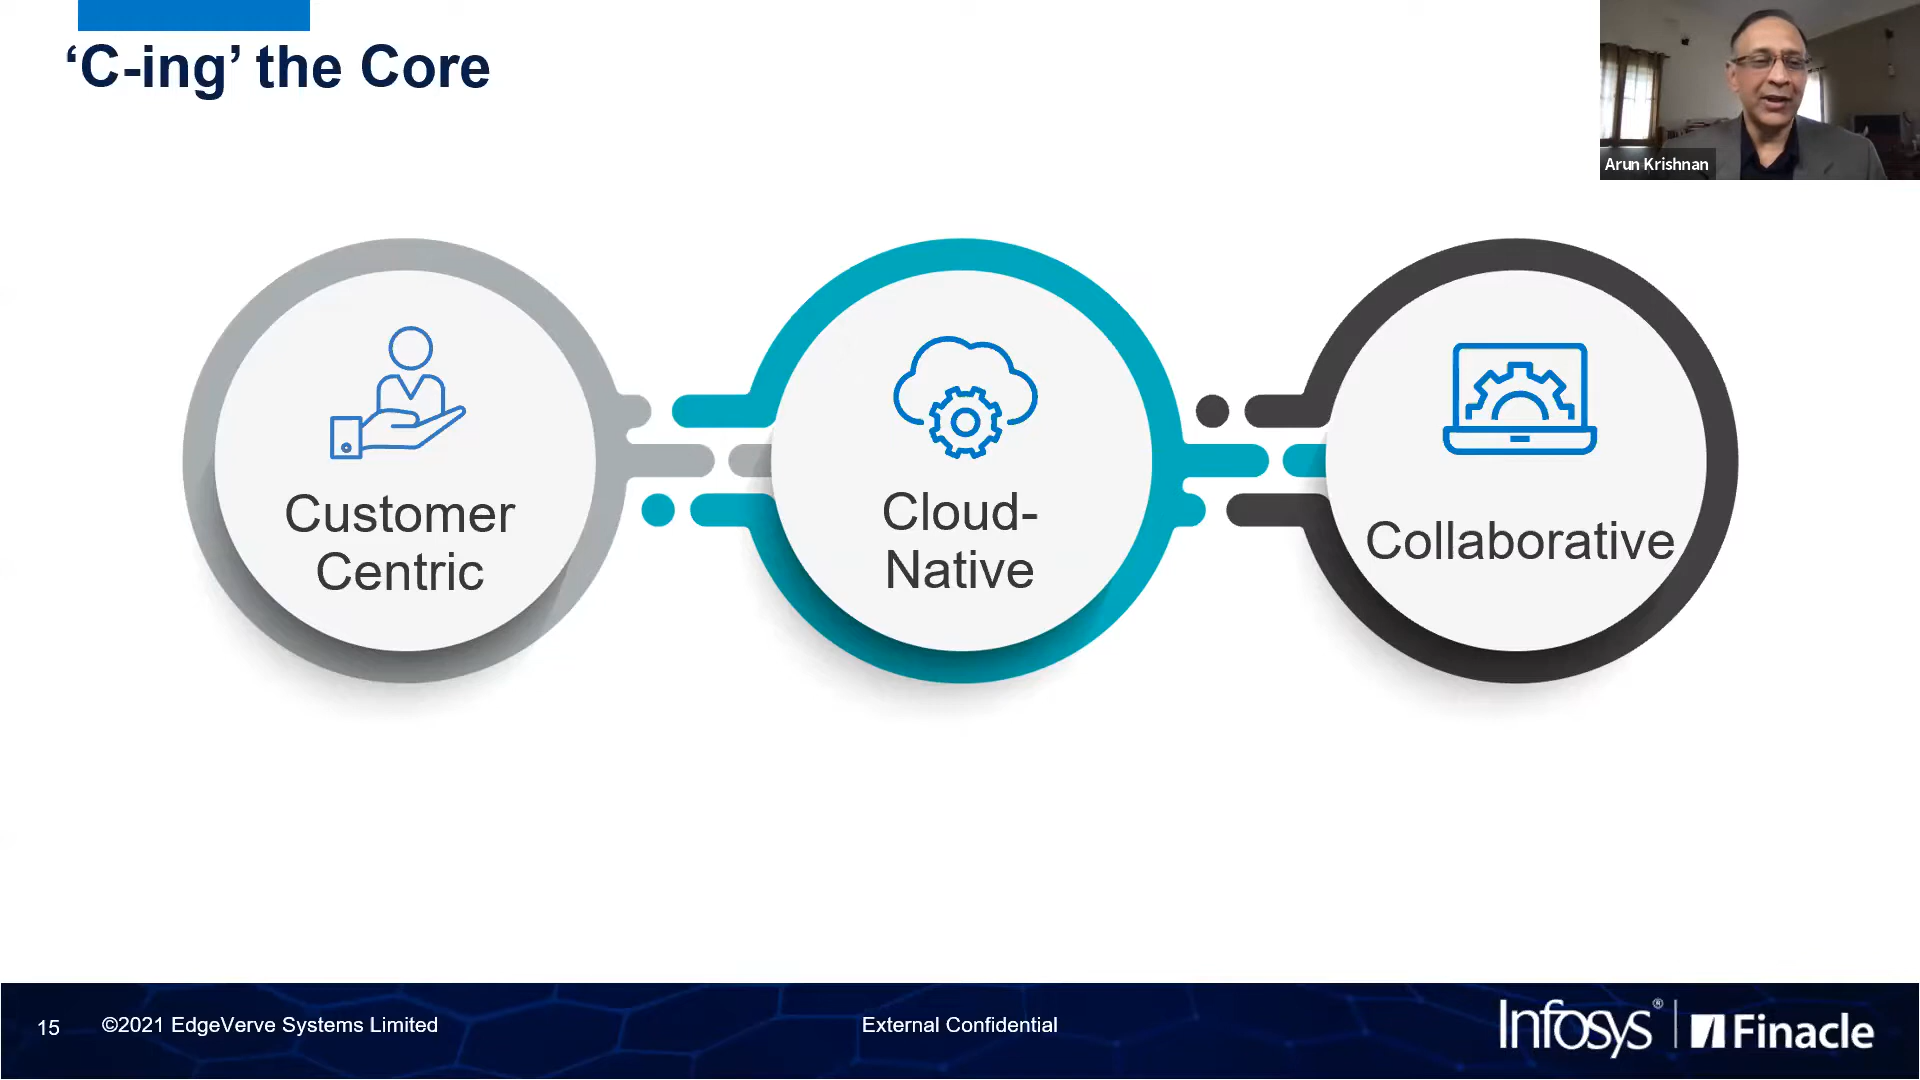 ‘C-ing’ the Core
Arun Krishnan
Customer
Centric
Cloud-
Native
Collaborative
15
©2021 EdgeVerve Systems Limited
External Confidential
Infosys® | Finacle